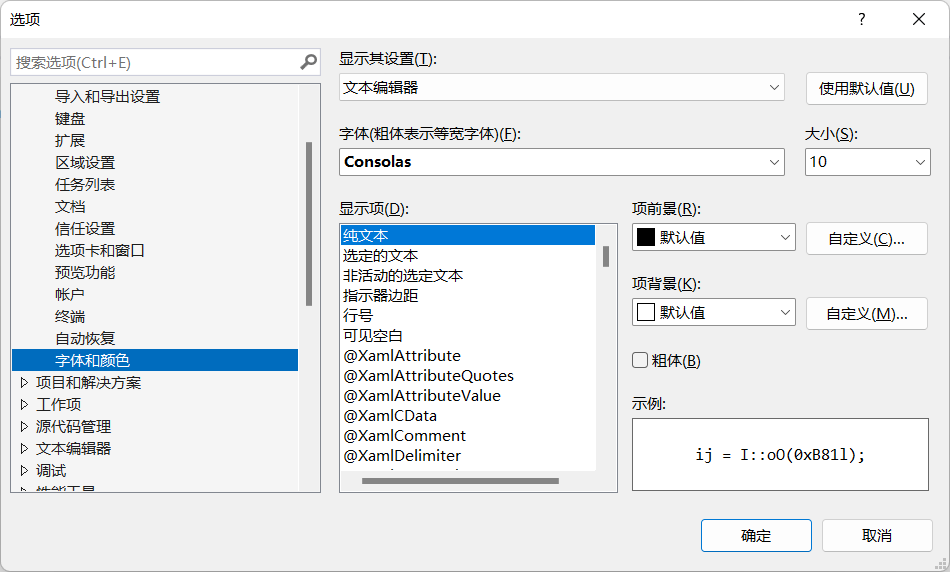 选项
?
搜索选项(Ctrl+E)
导入和导出设置
键盘
扩展
区域设置
任务列表
文档
信任设置
选项卡和窗口
预览功能
帐户
终端
自动恢复
字体和颜色
项目和解决方案
工作项
源代码管理
文本编辑器
调试
显示其设置(T):
文本编辑器
使用默认值(U)
字体(粗体表示等宽字体)(F):
Consolas
大小(S):
10
显示项(D):
纯文本
选定的文本
非活动的选定文本
指示器边距
行号
可见空白
@XamlAttribute
@XamlAttributeQuotes
@XamlAttributeValue
@XamlCData
@XamlComment
@XamlDelimiter
项前景(R):
默认值
自定义(C)...
项背景(K):
默认值
自定义(M)...
粗体(B)
示例:
ij = I::oO(0xB81l);
确定
取消